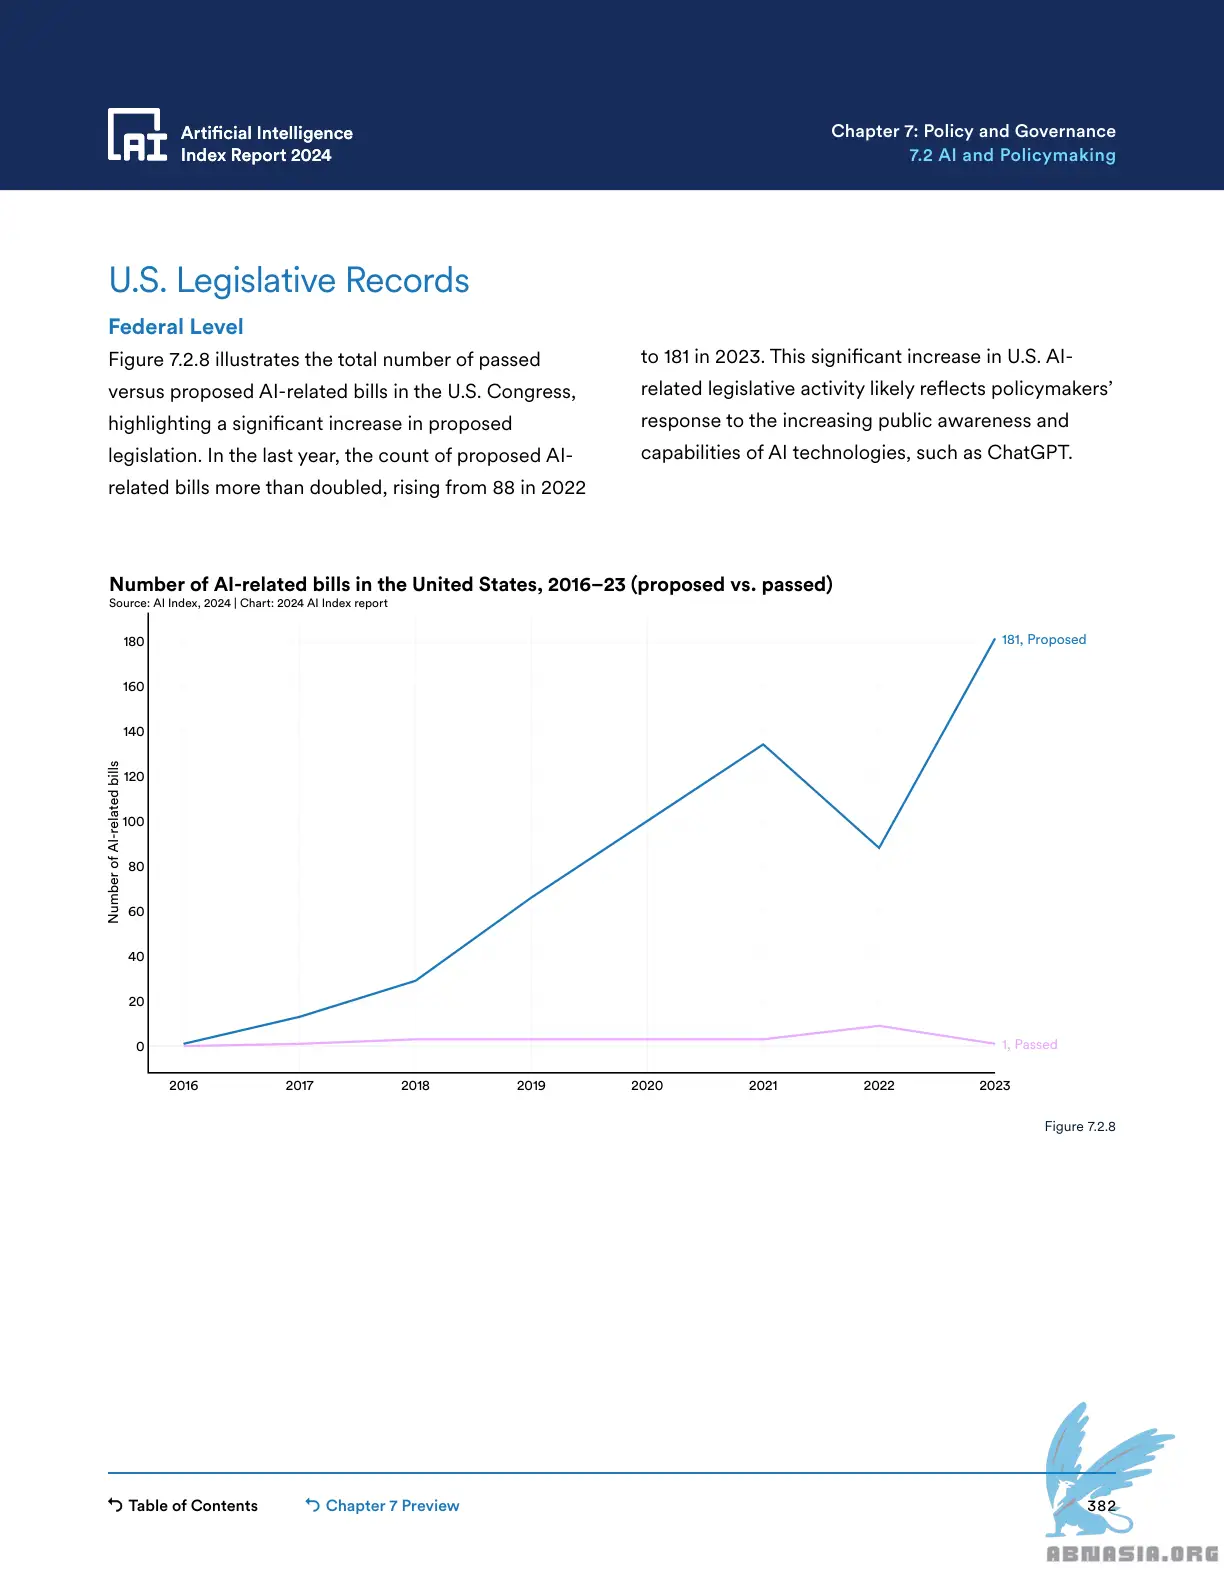 Artificial Intelligence
Index Report 2024
Chapter 7: Policy and Governance
7.2 AI and Policymaking
U.S. Legislative Records
Federal Level
Figure 7.2.8 illustrates the total number of passed
versus proposed AI-related bills in the U.S. Congress,
highlighting a significant increase in proposed
legislation. In the last year, the count of proposed AI-
related bills more than doubled, rising from 88 in 2022
to 181 in 2023. This significant increase in U.S. AI-
related legislative activity likely reflects policymakers’
response to the increasing public awareness and
capabilities of AI technologies, such as ChatGPT.
Number of AI-related bills in the United States, 2016–23 (proposed vs. passed)
Source: AI Index, 2024 | Chart: 2024 AI Index report
Number of AI-related bills
180
160
140
120
100
80
60
40
20
0
181, Proposed
1, Passed
2016 2017 2018 2019 2020 2021 2022 2023
Figure 7.2.8
Table of Contents
Chapter 7 Preview
382
ABNASIA.ORG